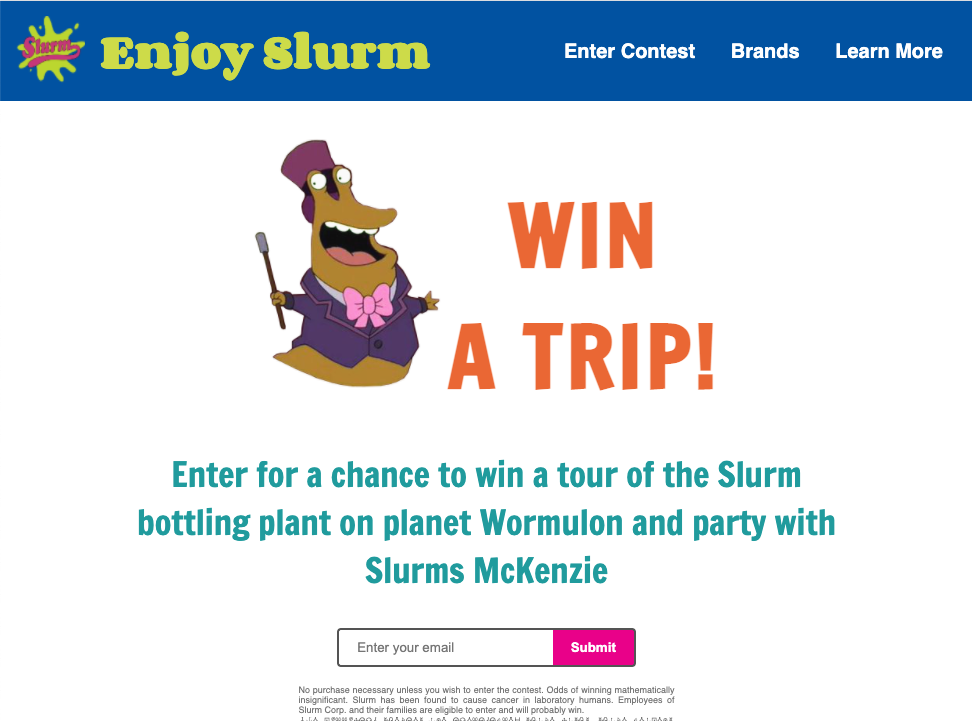 Slurm
Enjoy Slurm
Enter Contest
Brands
Learn More
WIN
A TRIP!
Enter for a chance to win a tour of the Slurm
bottling plant on planet Wormulon and party with
Slurms McKenzie
Enter your email
Submit
No purchase necessary unless you wish to enter the contest. Odds of winning mathematically
insignificant. Slurm has been found to cause cancer in laboratory humans. Employees of
Slurm Corp. and their families are eligible to enter and will probably win.